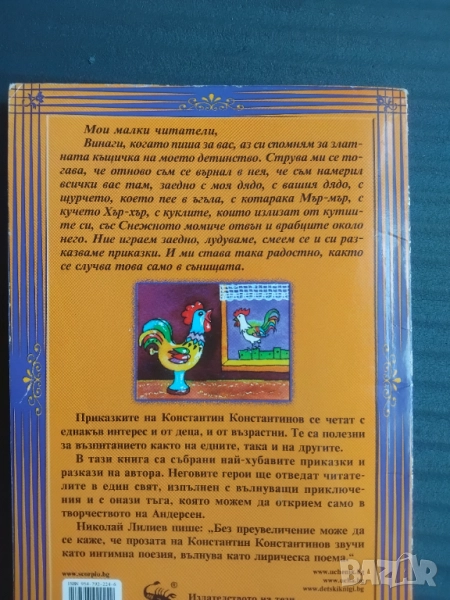 Мои малки читатели,
Винаги, когато пиша за вас, аз си спомням за злат-
ната къщичка на моето детинство. Струва ми се то-
гава, че отново съм се върнал в нея, че съм намерил
всички вас там, заедно с моя дядо, с вашия дядо, с
щурчето, което пее в ъгъла, с котарака Мър-мър, с
кучето Хър-хър, с куклите, които излизат от кутии-
те си, със Снежното момиче отвън и врабците около
него. Ние играем заедно, лудуваме, смеем се и си раз-
казваме приказки. И ми става така радостно, както
се случва това само в сънищата.
Приказките на Константин Константинов се четат с
еднакъв интерес и от деца, и от възрастни. Те са полезни
за възпитанието както на едните, така и на другите.
В тази книга са събрани най-хубавите приказки и
разкази на автора. Неговите герои ще отведат читате-
лите в един свят, изпълнен с вълнуващи приключе-
ния и с онази тъга, която можем да открием само в
творчеството на Андерсен.
Николай Лилиев пише: „Без преувеличение може да
се каже, че прозата на Константин Константинов звучи
като интимна поезия, вълнува като лирическа поема."
www.scorpio.bg
www.detskiknigi.bg
Издателството на тези
bazar.bg